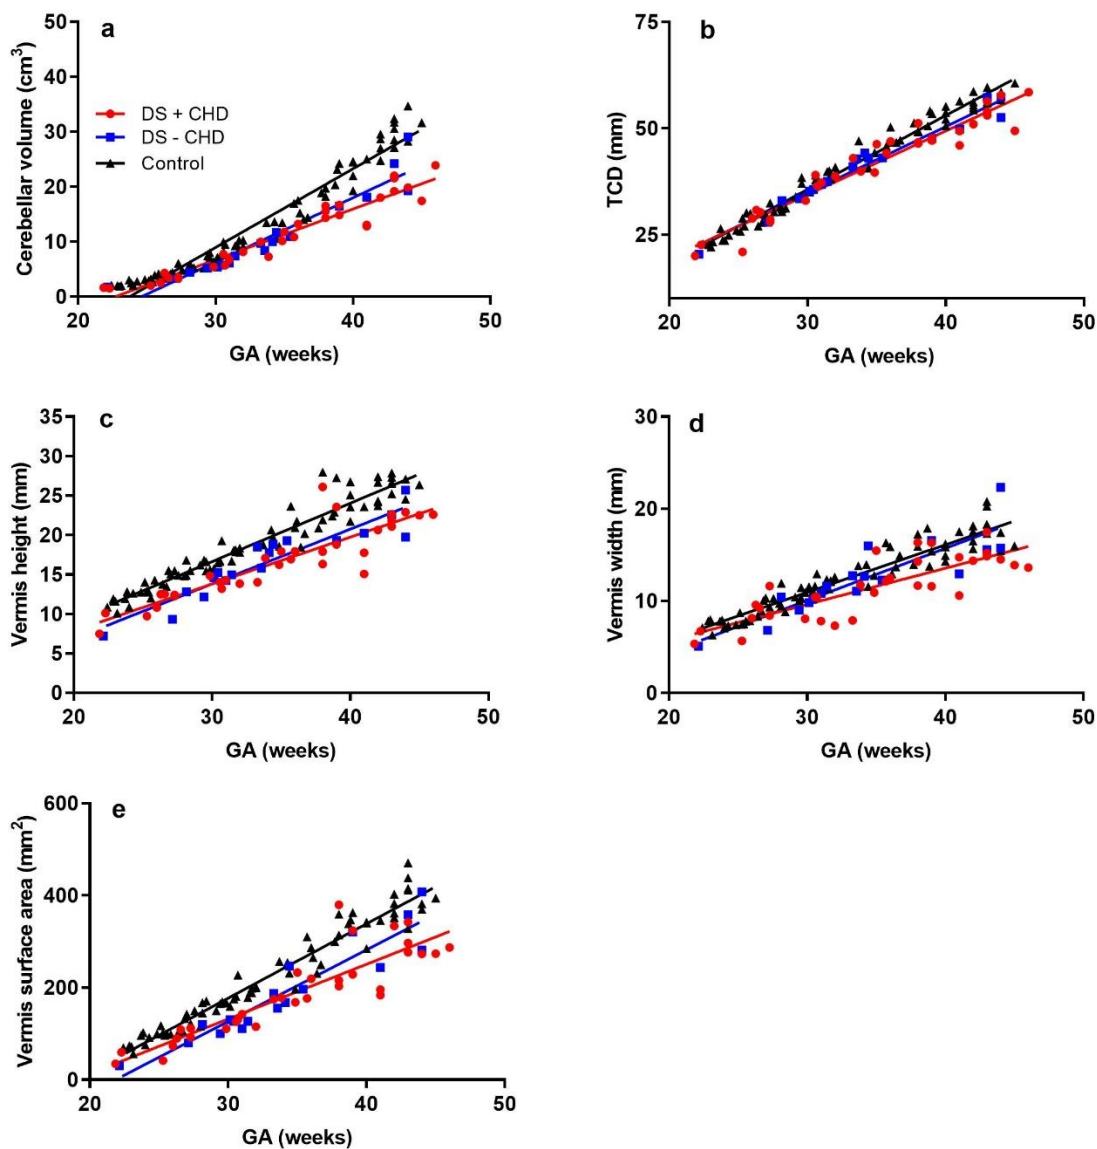 a
Cerebellar volume (cm³)
50
40
30
20
10
0
DS + CHD
DS - CHD
Control
20 30 40 50
GA (weeks)
b
TCD (mm)
75
50
25
20 30 40 50
GA (weeks)
c
Vermis height (mm)
35
30
25
20
15
10
5
0
20 30 40 50
GA (weeks)
d
Vermis width (mm)
30
20
10
0
20 30 40 50
GA (weeks)
e
Vermis surface area (mm²)
600
400
200
0
20 30 40 50
GA (weeks)